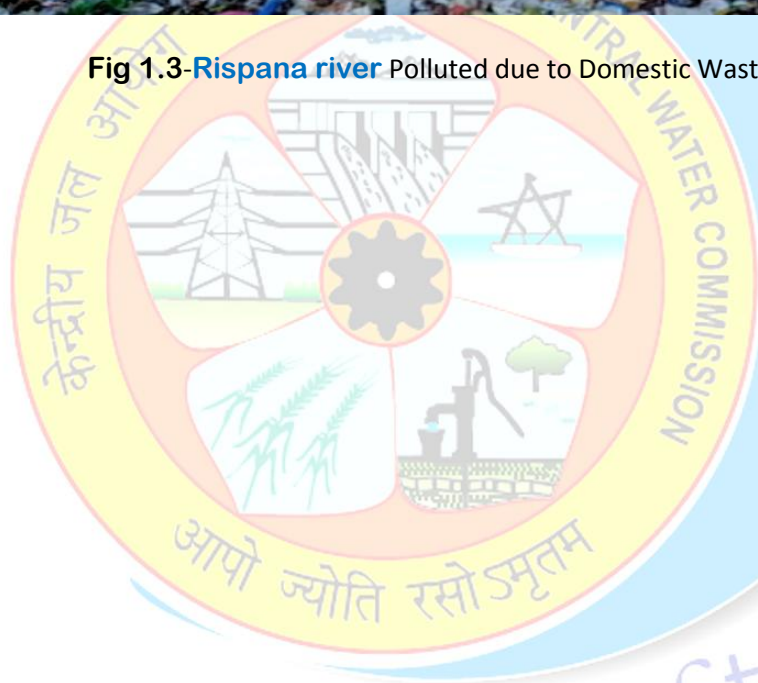 Fig 1.3-Rispana river Polluted due to Domestic Wast
केन्द्रीय जल आयोग
CENTRAL WATER COMMISSION
आपो ज्योति रसोऽमृतम